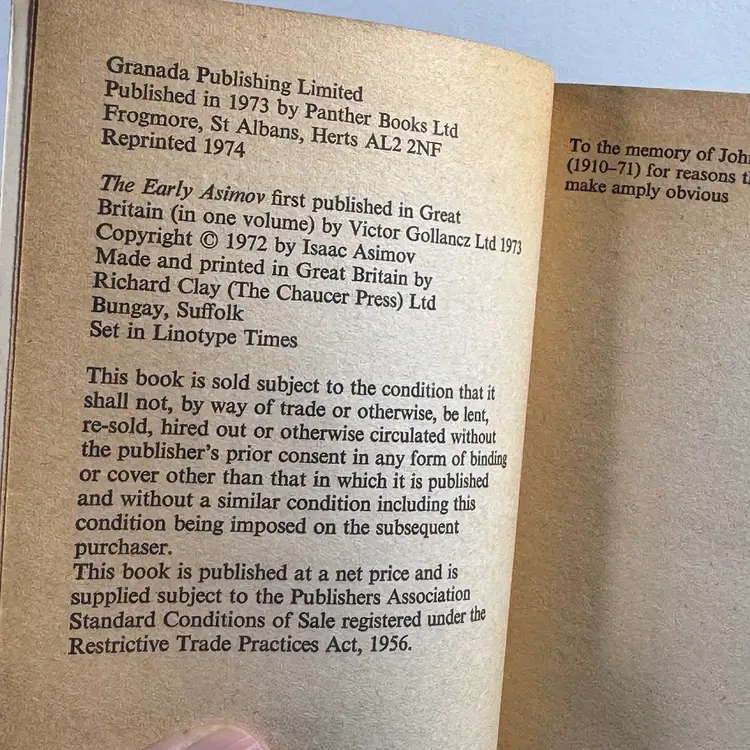 Granada Publishing Limited
Published in 1973 by Panther Books Ltd
Frogmore, St Albans, Herts AL2 2NF
Reprinted 1974
The Early Asimov first published in Great
Britain (in one volume) by Victor Gollancz Ltd 1973
Copyright © 1972 by Isaac Asimov
Made and printed in Great Britain by
Richard Clay (The Chaucer Press) Ltd
Bungay, Suffolk
Set in Linotype Times
This book is sold subject to the condition that it
shall not, by way of trade or otherwise, be lent,
re-sold, hired out or otherwise circulated without
the publisher's prior consent in any form of binding
or cover other than that in which it is published
and without a similar condition including this
condition being imposed on the subsequent
purchaser.
This book is published at a net price and is
supplied subject to the Publishers Association
Standard Conditions of Sale registered under the
Restrictive Trade Practices Act, 1956.
To the memory of John
(1910–71) for reasons
make amply obvious